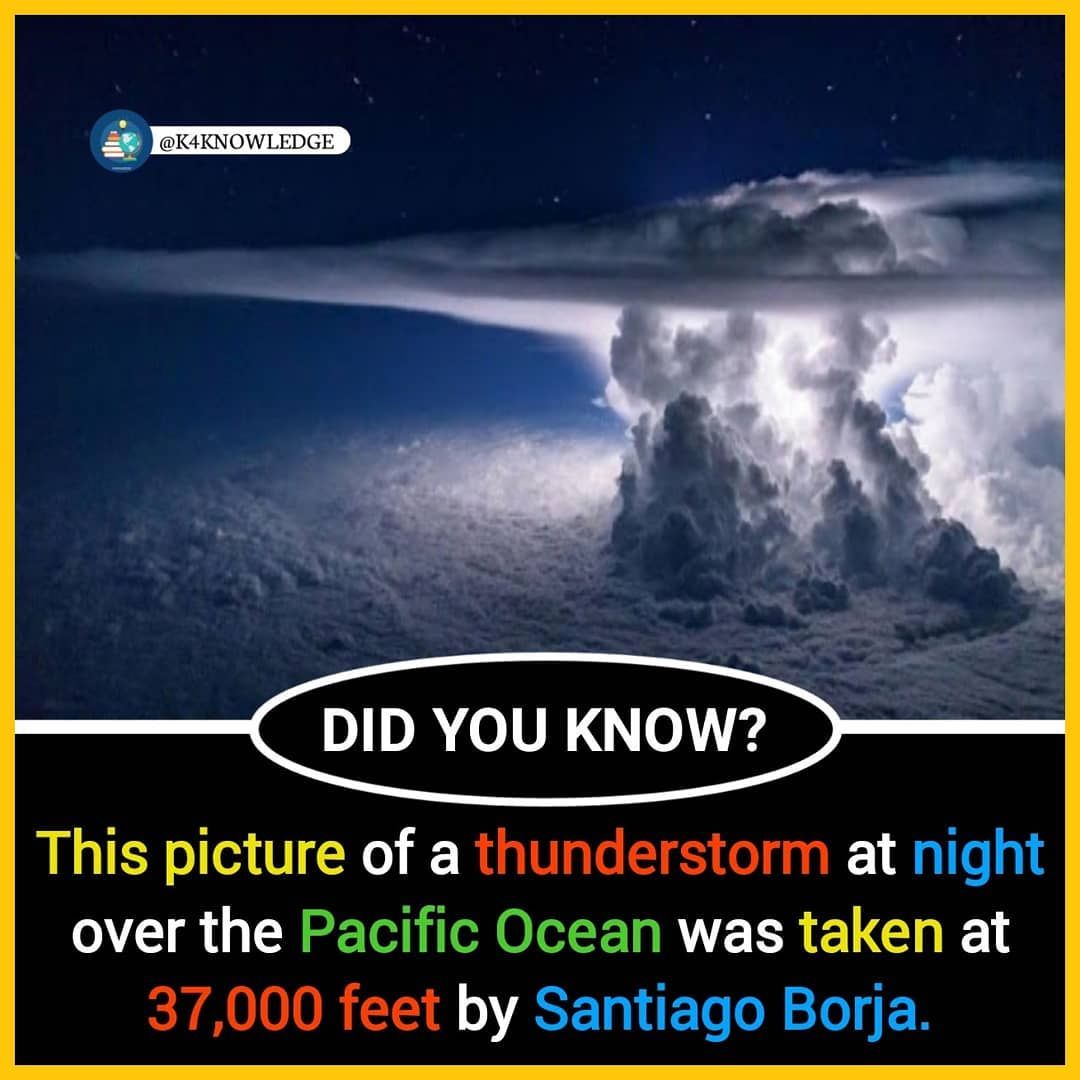 @K4KNOWLEDGE
DID YOU KNOW?
This picture of a thunderstorm at night
over the Pacific Ocean was taken at
37,000 feet by Santiago Borja.